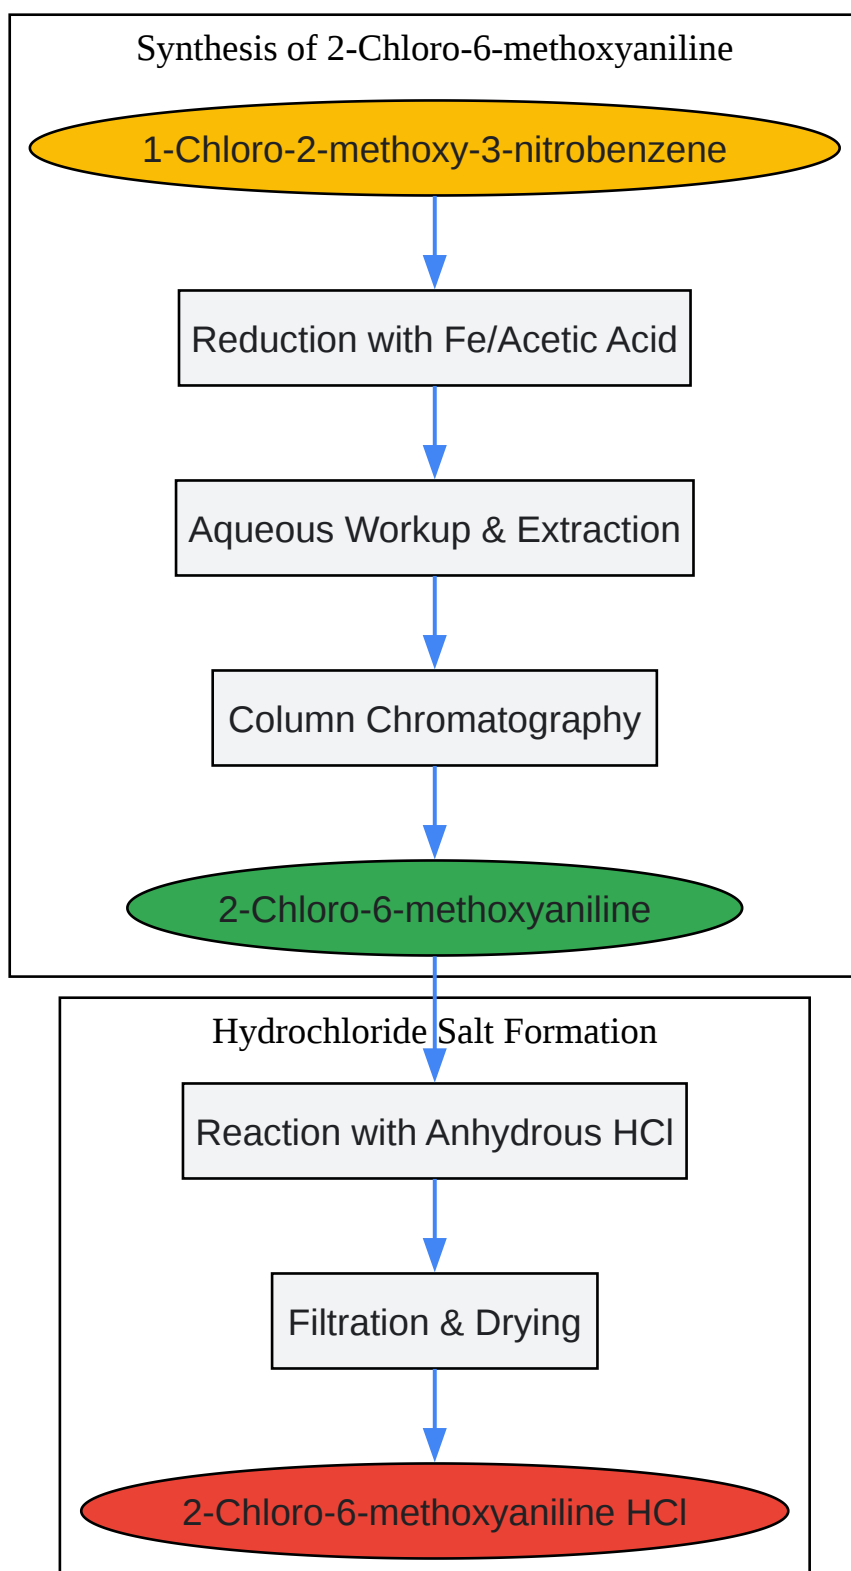 Synthesis of 2-Chloro-6-methoxyaniline
1-Chloro-2-methoxy-3-nitrobenzene
Reduction with Fe/Acetic Acid
Aqueous Workup & Extraction
Column Chromatography
2-Chloro-6-methoxyaniline
Hydrochloride Salt Formation
Reaction with Anhydrous HCl
Filtration & Drying
2-Chloro-6-methoxyaniline HCl